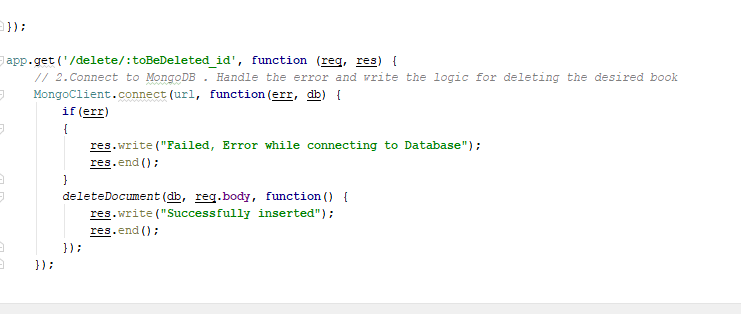 });
app.get('/delete/:toBeDeleted_id', function (req, res) {
// 2.Connect to MongoDB . Handle the error and write the logic for deleting the desired book
MongoClient.connect(url, function(err, db) {
if(err)
{
res.write("Failed, Error while connecting to Database");
res.end();
}
deleteDocument(db, req.body, function() {
res.write("Successfully inserted");
res.end();
});
});